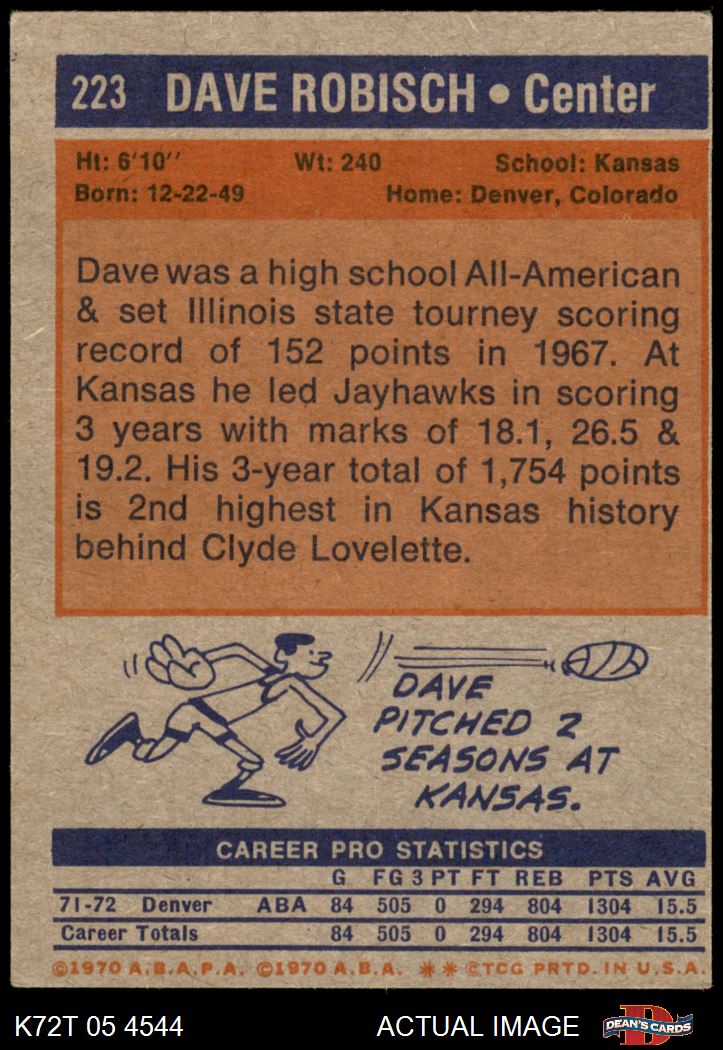 223 DAVE ROBISCH • Center
Ht: 6'10" Wt: 240 School: Kansas
Born: 12-22-49 Home: Denver, Colorado
Dave was a high school All-American
& set Illinois state tourney scoring
record of 152 points in 1967. At
Kansas he led Jayhawks in scoring
3 years with marks of 18.1, 26.5 &
19.2. His 3-year total of 1,754 points
is 2nd highest in Kansas history
behind Clyde Lovelette.
DAVE
PITCHED 2
SEASONS AT
KANSAS.
CAREER PRO STATISTICS
G FG 3 PT FT REB PTS AVG
71-72 Denver ABA 84 505 0 294 804 1304 15.5
Career Totals 84 505 0 294 804 1304 15.5
©1970 A.B.A.P.A. ©1970 A.B.A. ** ©TCG PRTD. IN U.S.A.
K72T 05 4544 ACTUAL IMAGE DEAN'S CARDS